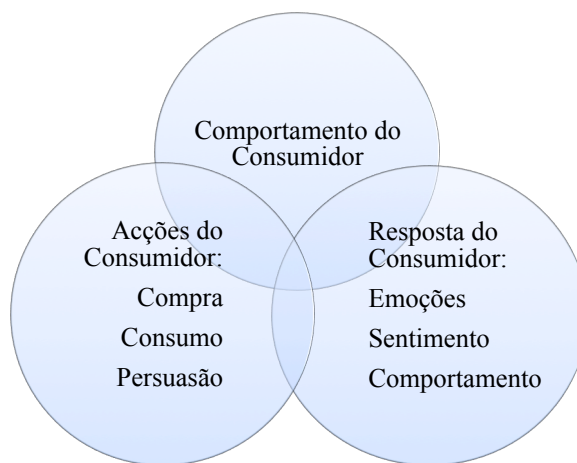 Comportamento do
Consumidor
Acções do
Consumidor:
Compra
Consumo
Persuasão
Resposta do
Consumidor:
Emoções
Sentimento
Comportamento